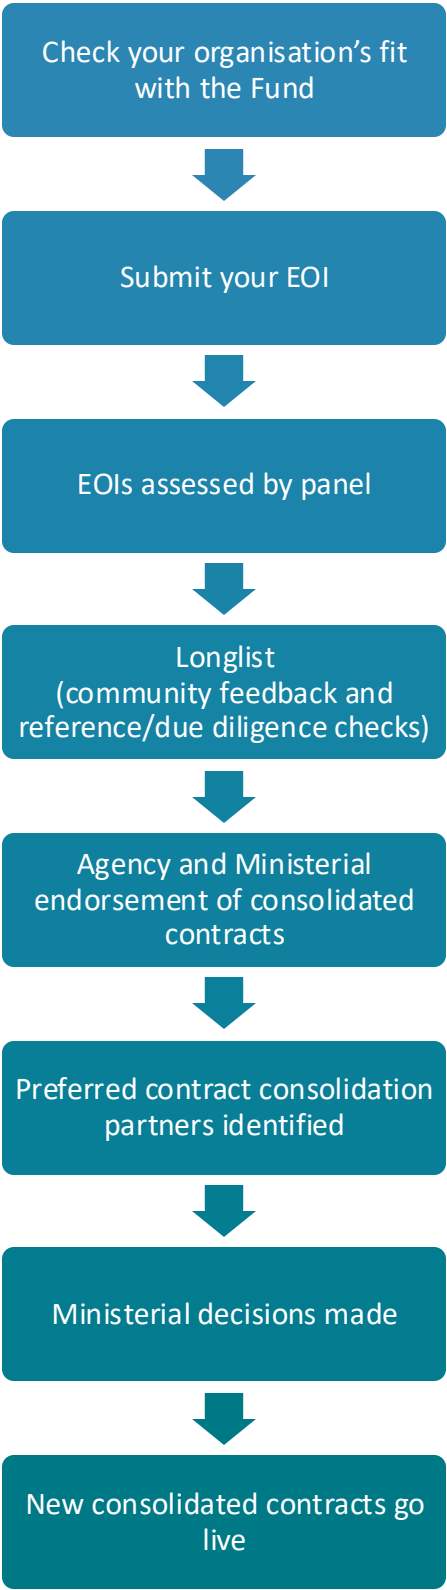 Check your organisation’s fit
with the Fund
Submit your EOI
EOIs assessed by panel
Longlist
(community feedback and
reference/due diligence checks)
Agency and Ministerial
endorsement of consolidated
contracts
Preferred contract consolidation
partners identified
Ministerial decisions made
New consolidated contracts go
live